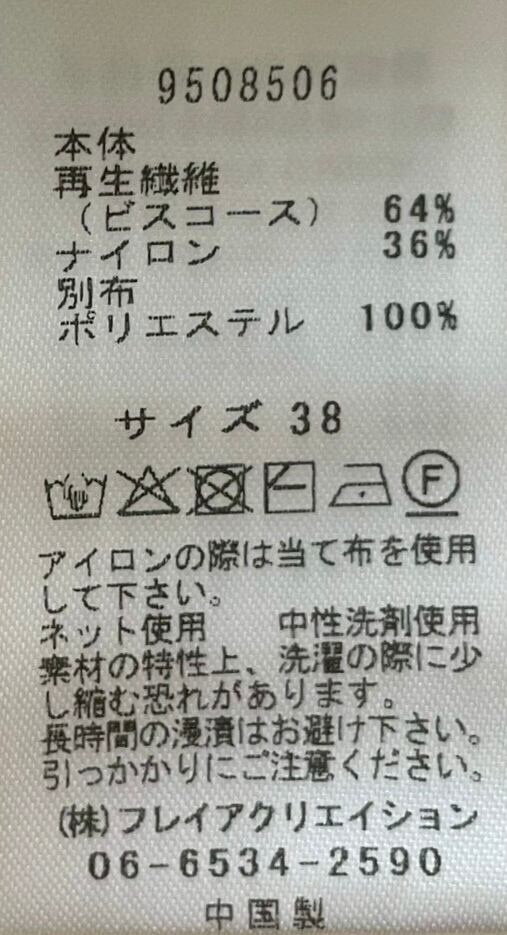 9508506
本体
再生繊維
（ビスコース） 64%
ナイロン 36%
別布
ポリエステル 100%
サイズ 38
F
アイロンの際は当て布を使用
して下さい。
ネット使用 中性洗剤使用
素材の特性上、洗濯の際に少
し縮む恐れがあります。
長時間の浸漬はお避け下さい。
引っかかりにご注意ください。
(株)フレイアクリエイション
06-6534-2590
中国製